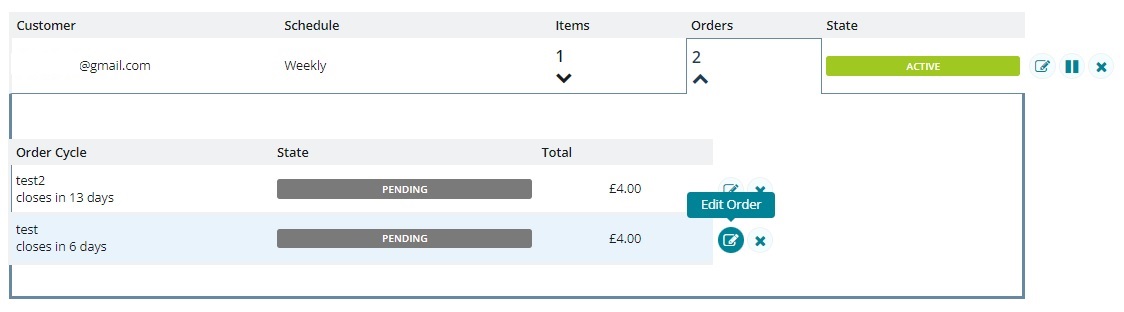 Customer Schedule Items Orders State
@gmail.com Weekly 1 2 ACTIVE
Order Cycle State Total
test2
closes in 13 days PENDING £4.00
Edit Order
test
closes in 6 days PENDING £4.00